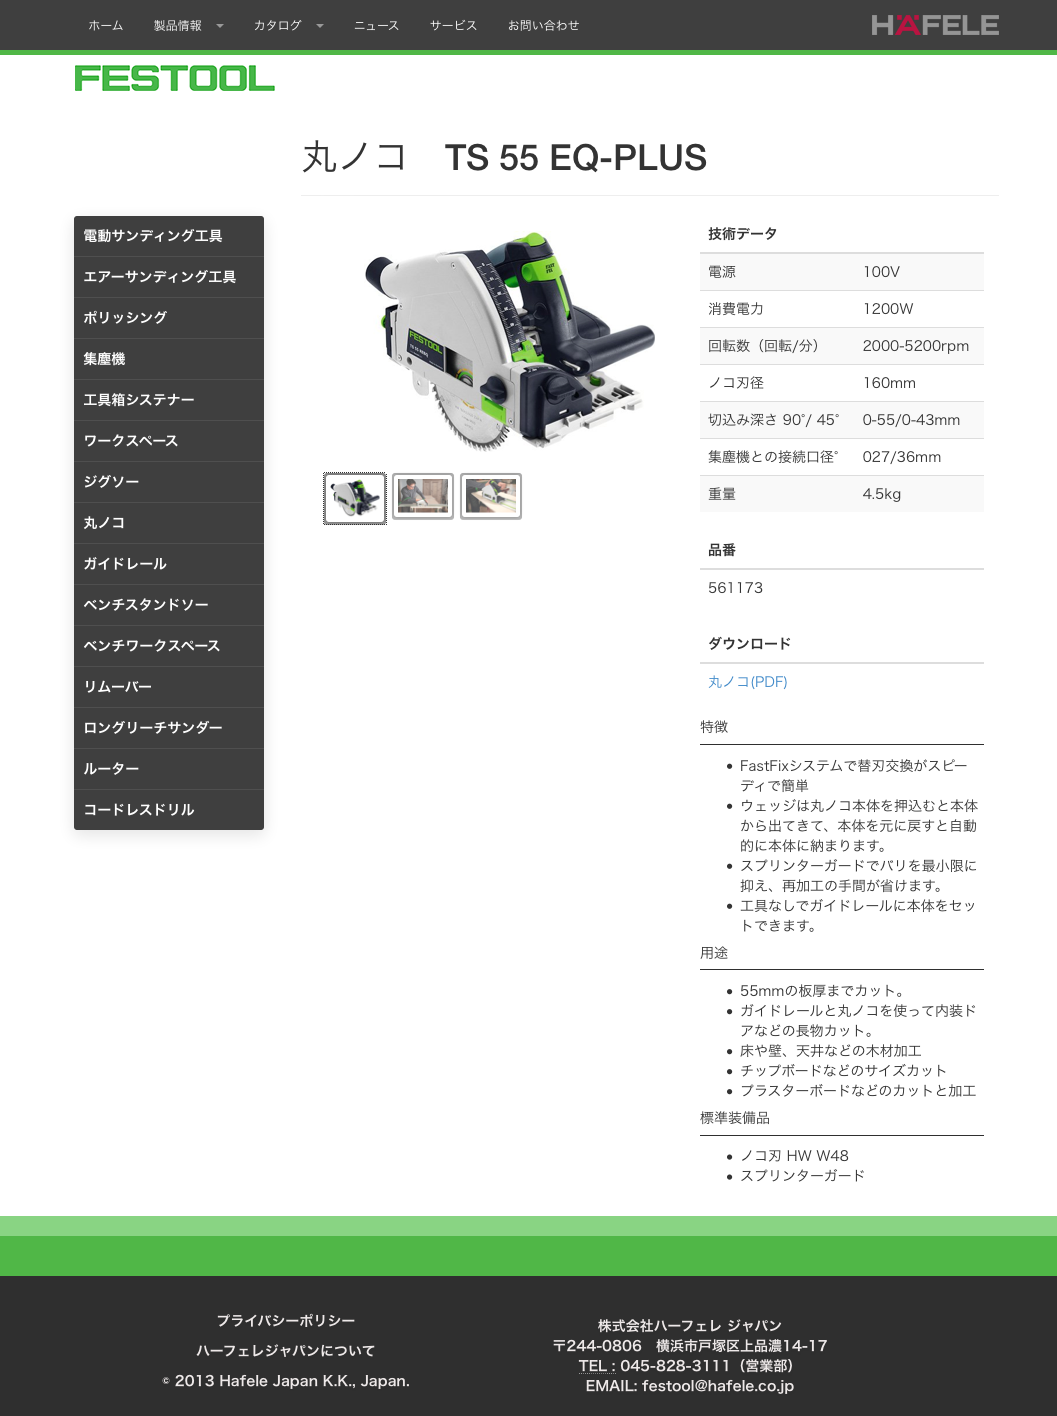 ホーム 製品情報 カタログ ニュース サービス お問い合わせ
HÄFELE
FESTOOL
丸ノコ　TS 55 EQ-PLUS
電動サンディング工具
エアーサンディング工具
ポリッシング
集塵機
工具箱システナー
ワークスペース
ジグソー
丸ノコ
ガイドレール
ベンチスタンドソー
ベンチワークスペース
リムーバー
ロングリーチサンダー
ルーター
コードレスドリル
FESTOOL
技術データ
電源 100V
消費電力 1200W
回転数（回転/分） 2000-5200rpm
ノコ刃径 160mm
切込み深さ 90°/ 45° 0-55/0-43mm
集塵機との接続口径° 027/36mm
重量 4.5kg
品番
561173
ダウンロード
丸ノコ(PDF)
特徴
FastFixシステムで替刃交換がスピー
ディで簡単
ウェッジは丸ノコ本体を押込むと本体
から出てきて、本体を元に戻すと自動
的に本体に納まります。
スプリンターガードでバリを最小限に
抑え、再加工の手間が省けます。
工具なしでガイドレールに本体をセッ
トできます。
用途
55mmの板厚までカット。
ガイドレールと丸ノコを使って内装ド
アなどの長物カット。
床や壁、天井などの木材加工
チップボードなどのサイズカット
プラスターボードなどのカットと加工
標準装備品
ノコ刃 HW W48
スプリンターガード
プライバシーポリシー
ハーフェレジャパンについて
© 2013 Hafele Japan K.K., Japan.
株式会社ハーフェレ ジャパン
〒244-0806　横浜市戸塚区上品濃14-17
TEL : 045-828-3111（営業部）
EMAIL: festool@hafele.co.jp